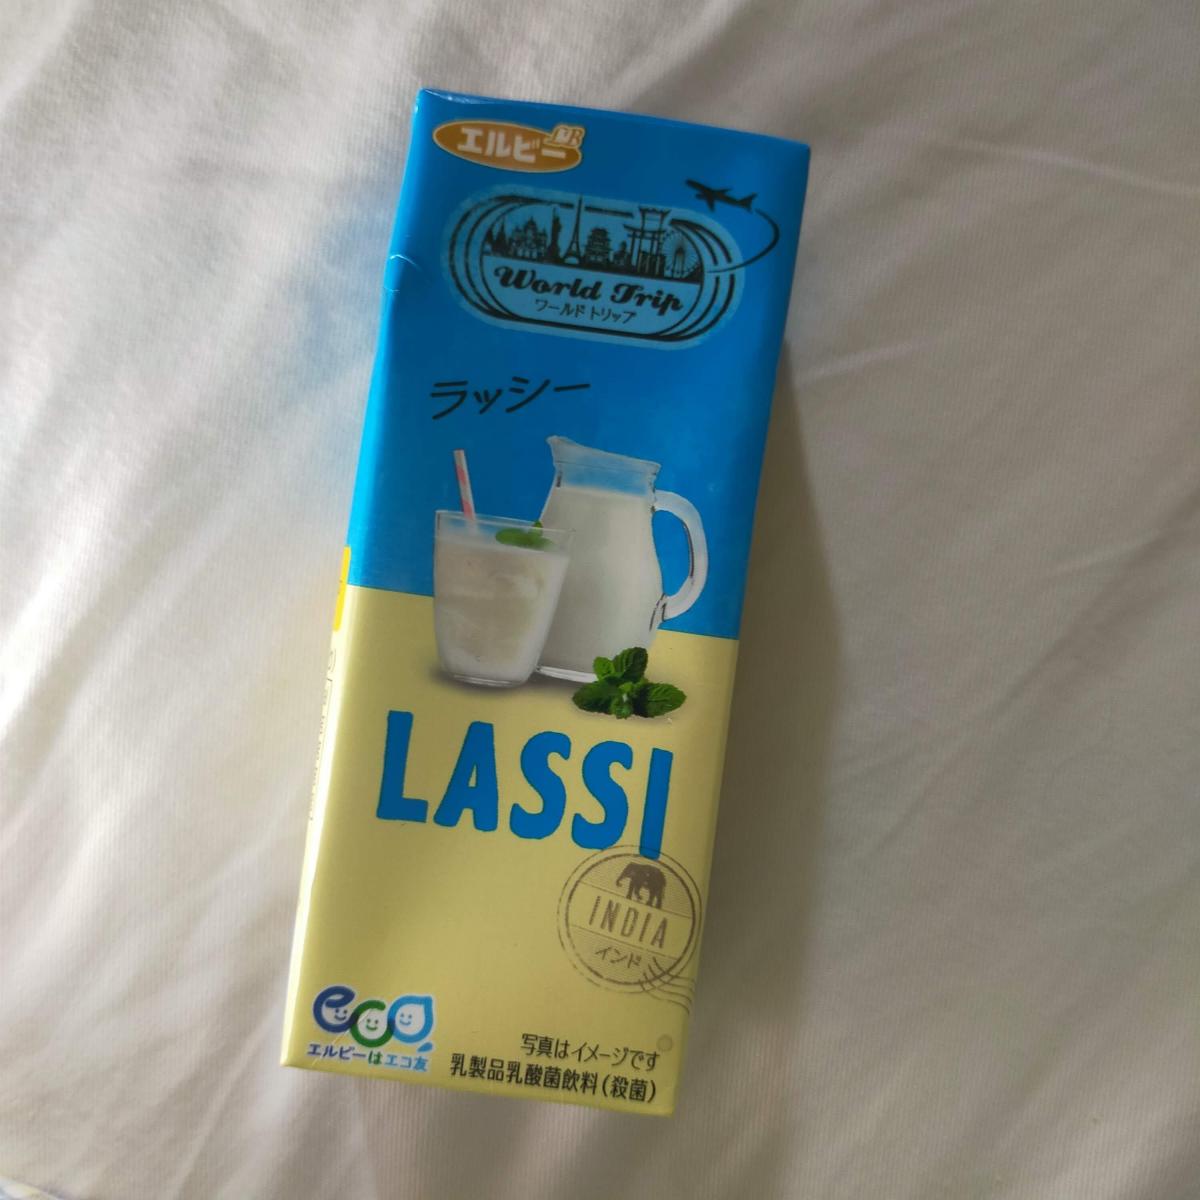 エルビー LB
World Trip
ワールド トリップ
ラッシー
LASSI
INDIA
インド
eco
エルビーはエコ友
写真はイメージです
乳製品乳酸菌飲料(殺菌)